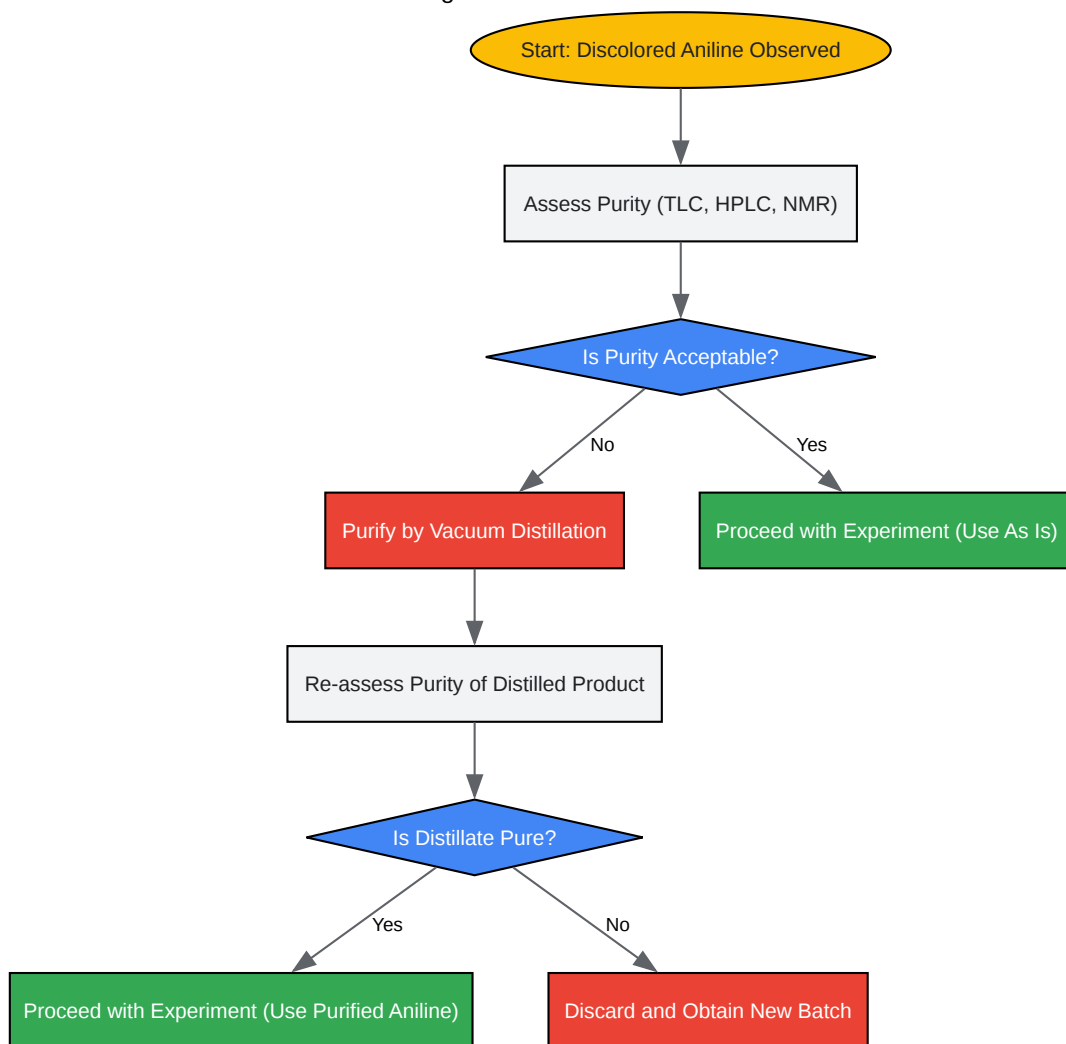 Start: Discolored Aniline Observed
Assess Purity (TLC, HPLC, NMR)
Is Purity Acceptable?
No
Yes
Purify by Vacuum Distillation
Proceed with Experiment (Use As Is)
Re-assess Purity of Distilled Product
Is Distillate Pure?
Yes
No
Proceed with Experiment (Use Purified Aniline)
Discard and Obtain New Batch